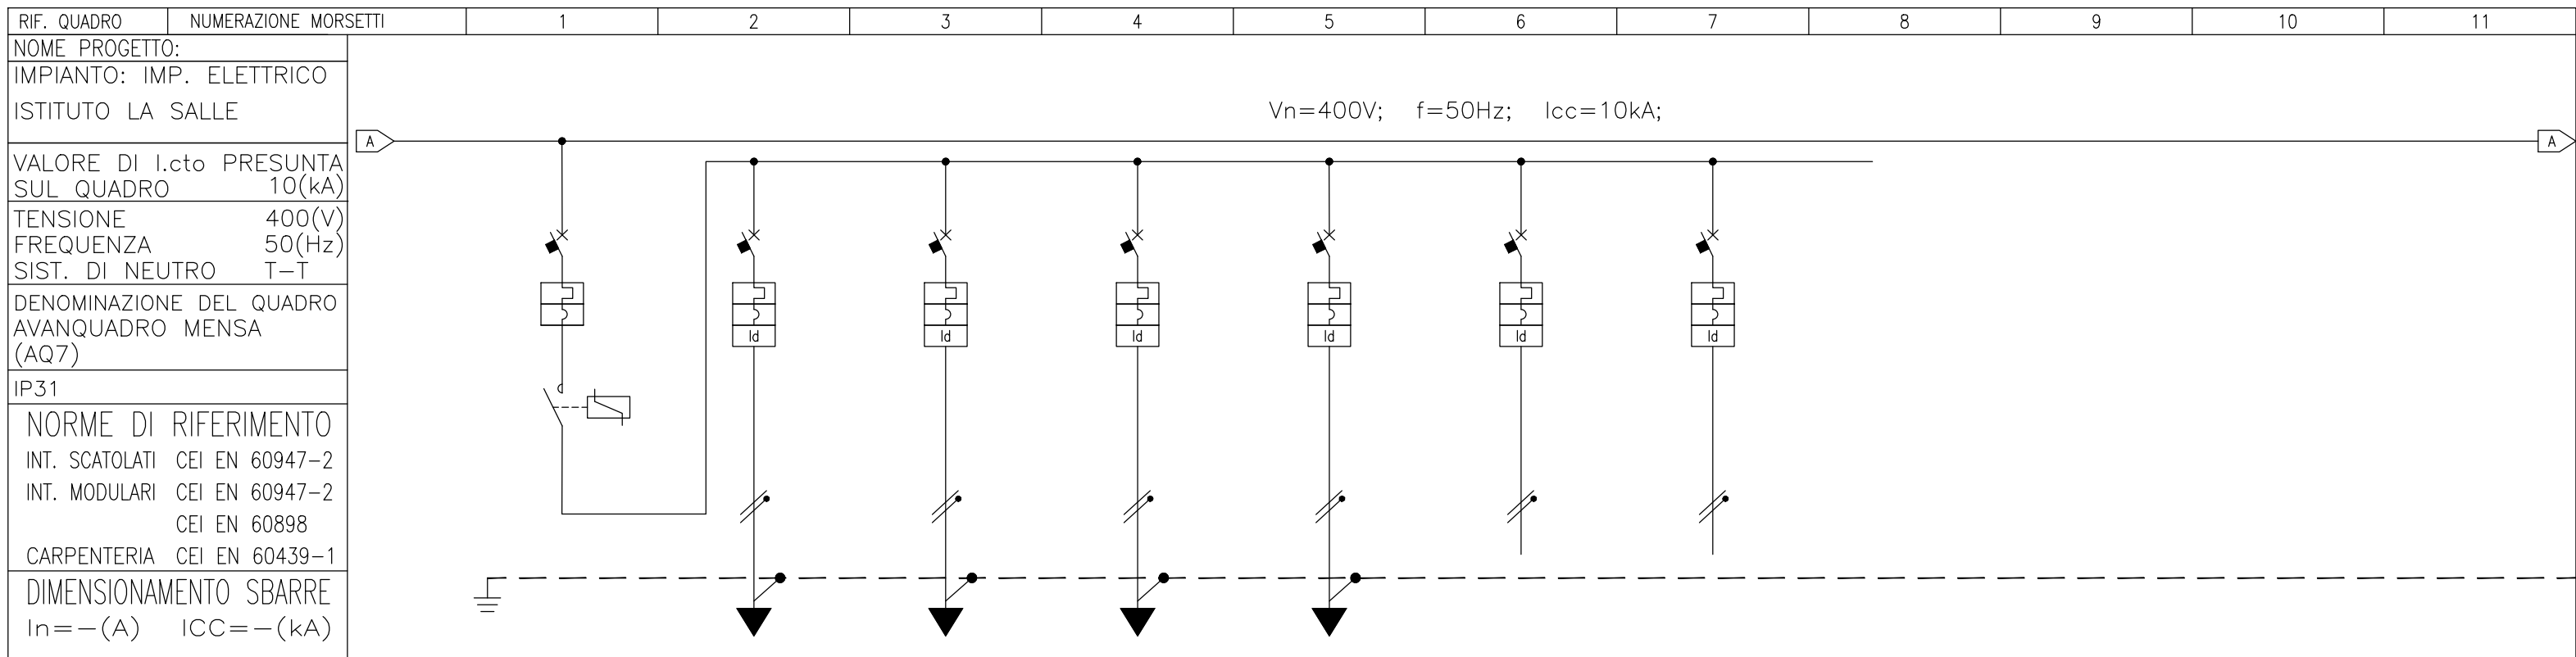 RIF. QUADRO NUMERAZIONE MORSETTI 1 2 3 4 5 6 7 8 9 10 11
NOME PROGETTO:
IMPIANTO: IMP. ELETTRICO
ISTITUTO LA SALLE
VALORE DI I.cto PRESUNTA
SUL QUADRO 10(kA)
TENSIONE 400(V)
FREQUENZA 50(Hz)
SIST. DI NEUTRO T-T
DENOMINAZIONE DEL QUADRO
AVANQUADRO MENSA
(AQ7)
IP31
NORME DI RIFERIMENTO
INT. SCATOLATI CEI EN 60947-2
INT. MODULARI CEI EN 60947-2
CEI EN 60898
CARPENTERIA CEI EN 60439-1
DIMENSIONAMENTO SBARRE
In=-(A) ICC=-(kA)
Vn=400V; f=50Hz; Icc=10kA;
A A
Id Id Id Id Id Id